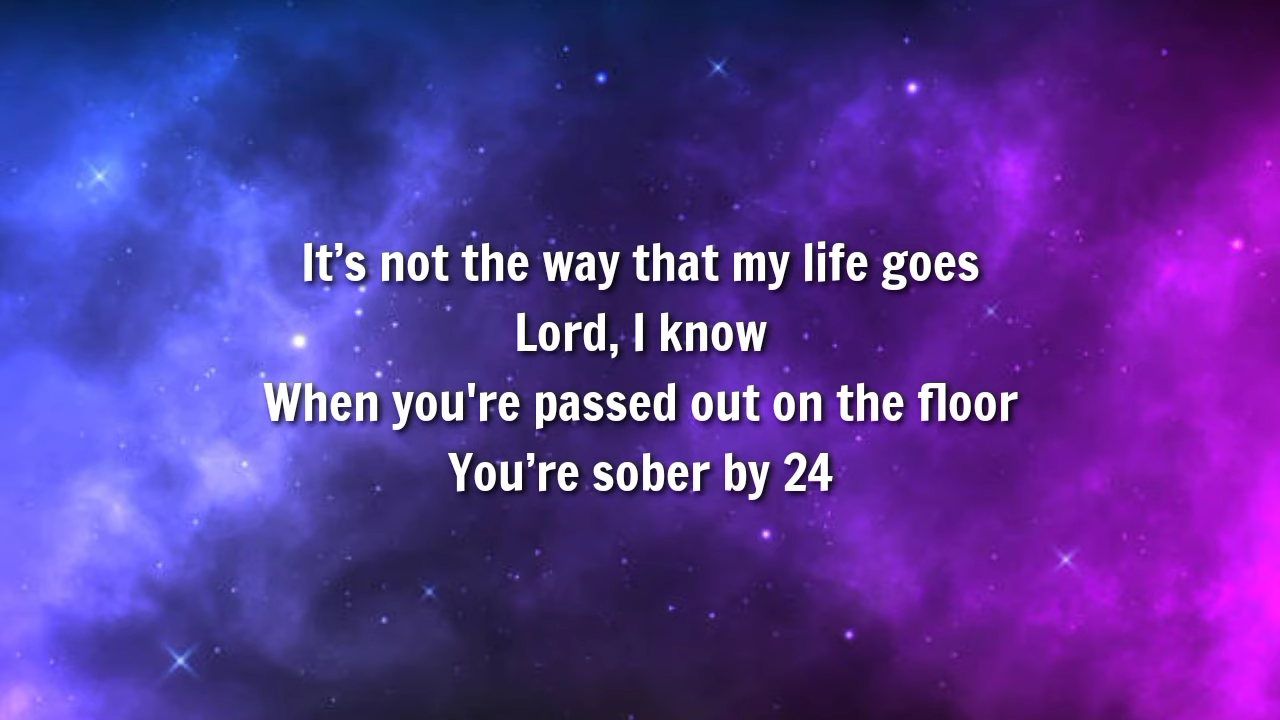 It’s not the way that my life goes
Lord, I know
When you're passed out on the floor
You’re sober by 24